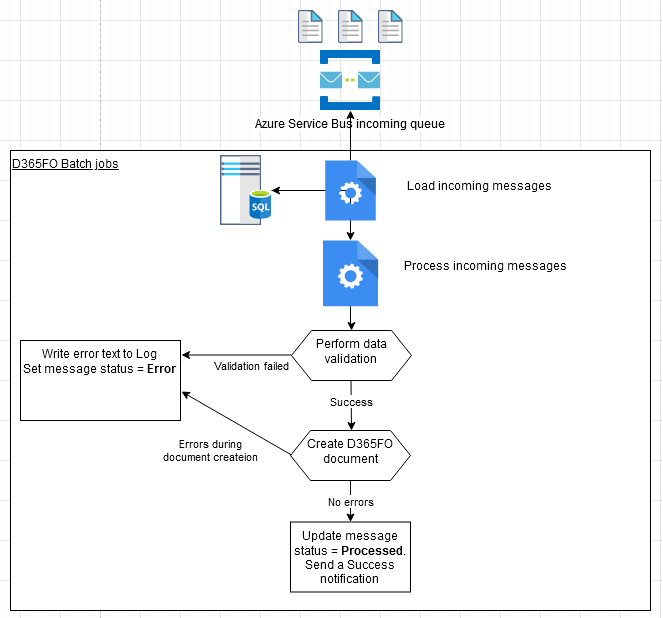 Azure Service Bus incoming queue
D365FO Batch jobs
Load incoming messages
SQL
Process incoming messages
Perform data
validation
Write error text to Log
Set message status = Error
Validation failed
Success
Errors during
document createion
Create D365FO
document
No errors
Update message
status = Processed.
Send a Success
notification